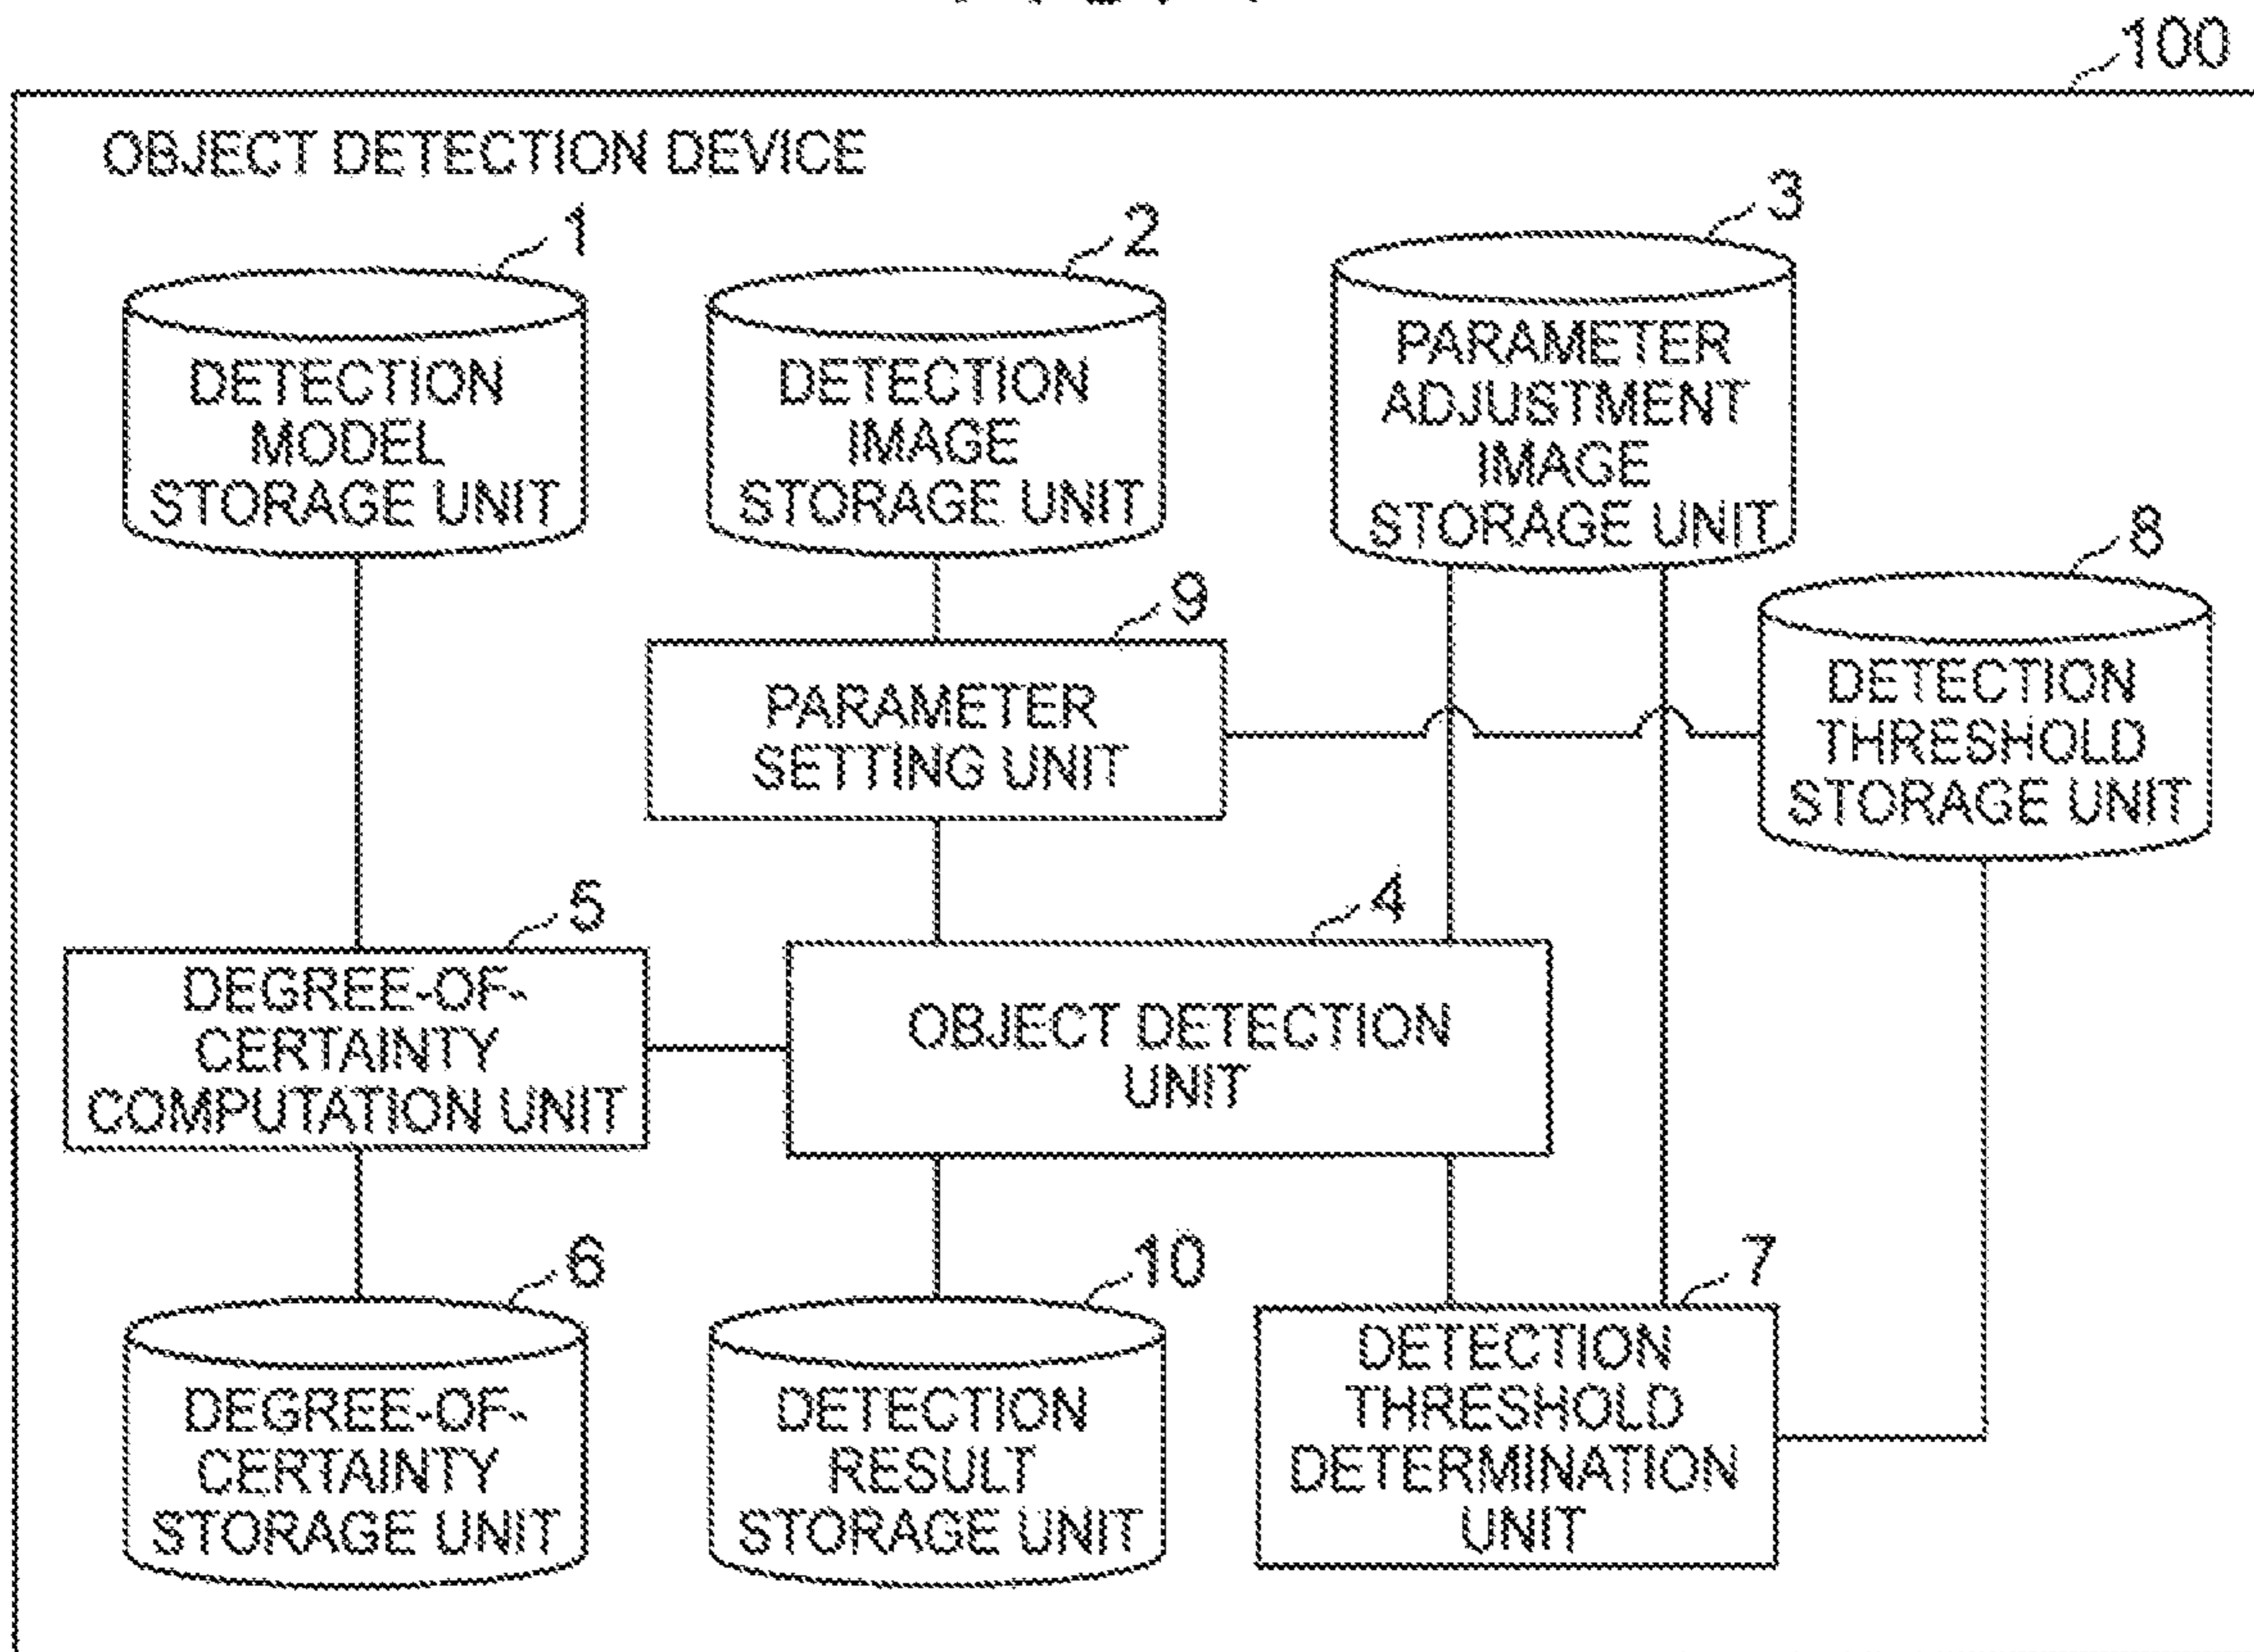 100
OBJECT DETECTION DEVICE
1
DETECTION
MODEL
STORAGE UNIT
2
DETECTION
IMAGE
STORAGE UNIT
3
PARAMETER
ADJUSTMENT
IMAGE
STORAGE UNIT
8
DETECTION
THRESHOLD
STORAGE UNIT
9
PARAMETER
SETTING UNIT
5
DEGREE-OF-
CERTAINTY
COMPUTATION UNIT
4
OBJECT DETECTION
UNIT
6
DEGREE-OF-
CERTAINTY
STORAGE UNIT
10
DETECTION
RESULT
STORAGE UNIT
7
DETECTION
THRESHOLD
DETERMINATION
UNIT